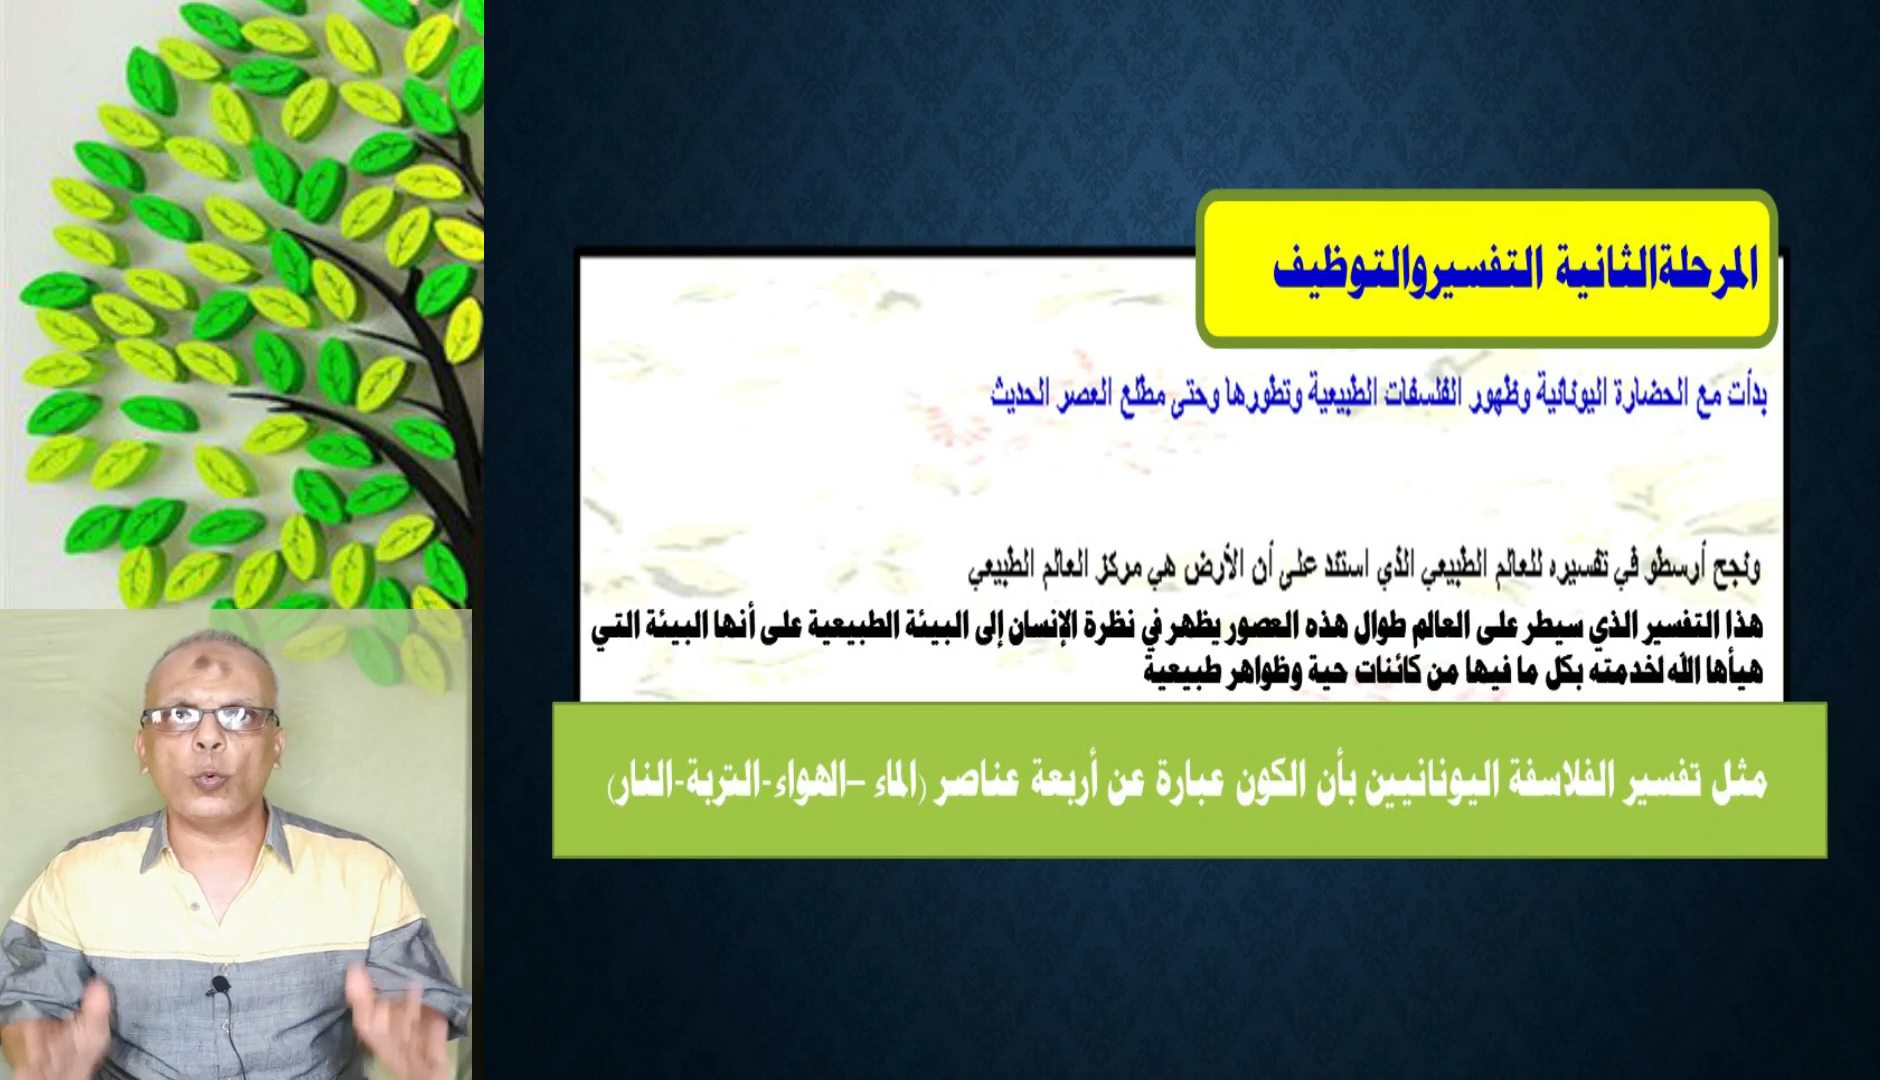 المرحلةالثانية التفسيروالتوظيف
بدأت مع الحضارة اليونانية وظهور الفلسفات الطبيعية وتطورها وحتى مطلع العصر الحديث
ونجح أرسطو في تفسيره للعالم الطبيعي الذي استند على أن الأرض هي مركز العالم الطبيعي
هذا التفسير الذي سيطر على العالم طوال هذه العصور يظهر في نظرة الإنسان إلى البيئة الطبيعية على أنها البيئة التي
هيأها الله لخدمته بكل ما فيها من كائنات حية وظواهر طبيعية
مثل تفسير الفلاسفة اليونانيين بأن الكون عبارة عن أربعة عناصر (الماء –الهواء-التربة-النار)